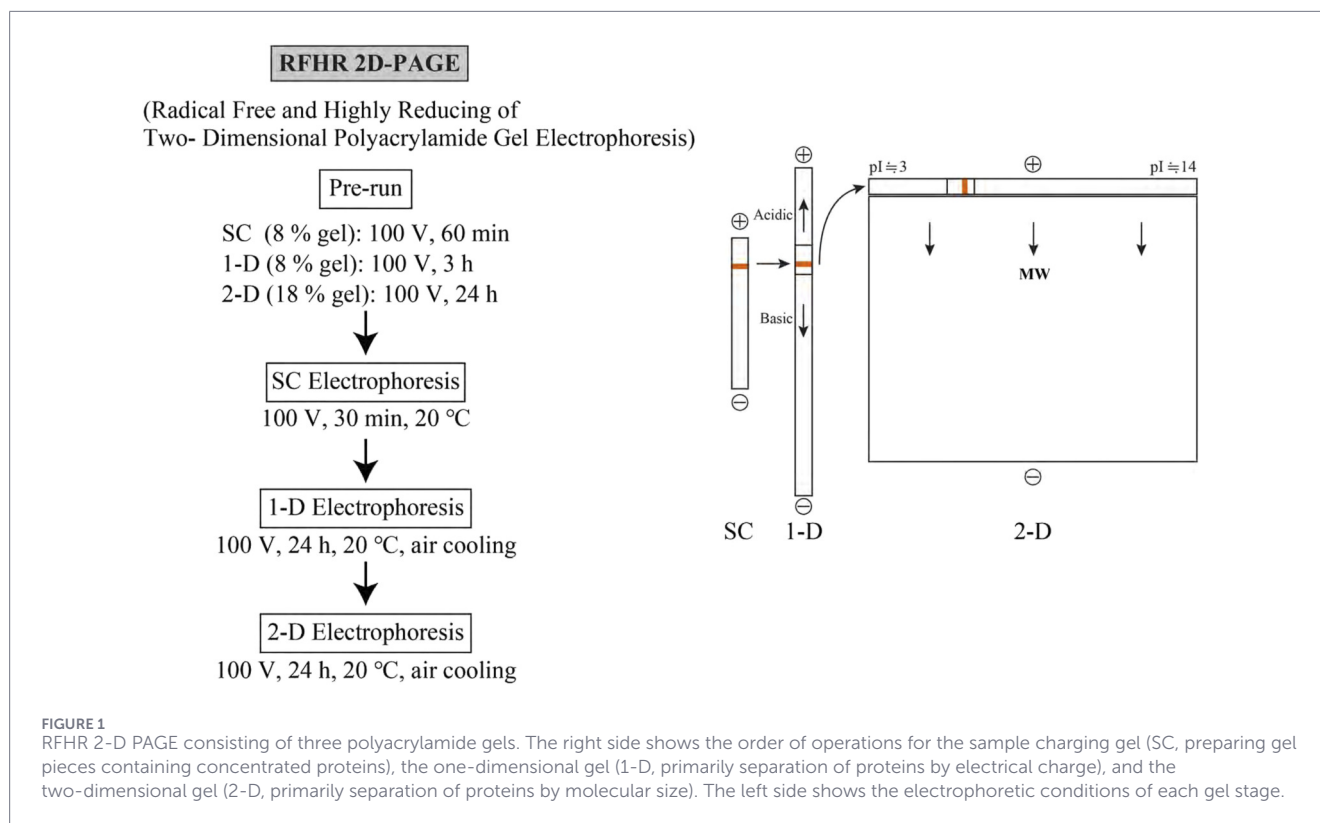 RFHR 2D-PAGE
(Radical Free and Highly Reducing of
Two- Dimensional Polyacrylamide Gel Electrophoresis)
Pre-run
SC (8 % gel): 100 V, 60 min
1-D (8 % gel): 100 V, 3 h
2-D (18 % gel): 100 V, 24 h
SC Electrophoresis
100 V, 30 min, 20 °C
1-D Electrophoresis
100 V, 24 h, 20 °C, air cooling
2-D Electrophoresis
100 V, 24 h, 20 °C, air cooling
⊕
⊖
SC
⊕
Acidic
Basic
⊖
1-D
pI≒3
⊕
pI≒14
MW
⊖
2-D
FIGURE 1
RFHR 2-D PAGE consisting of three polyacrylamide gels. The right side shows the order of operations for the sample charging gel (SC, preparing gel
pieces containing concentrated proteins), the one-dimensional gel (1-D, primarily separation of proteins by electrical charge), and the
two-dimensional gel (2-D, primarily separation of proteins by molecular size). The left side shows the electrophoretic conditions of each gel stage.